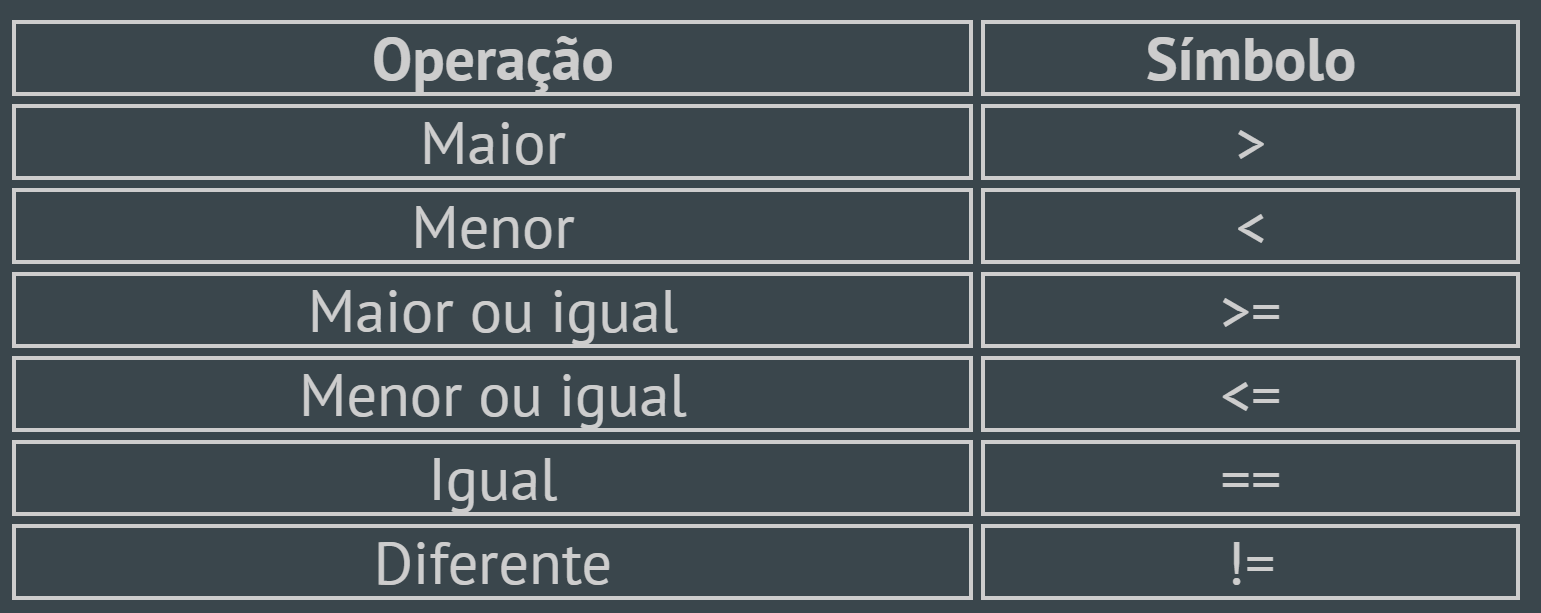 Operação Símbolo
Maior >
Menor <
Maior ou igual >=
Menor ou igual <=
Igual ==
Diferente !=